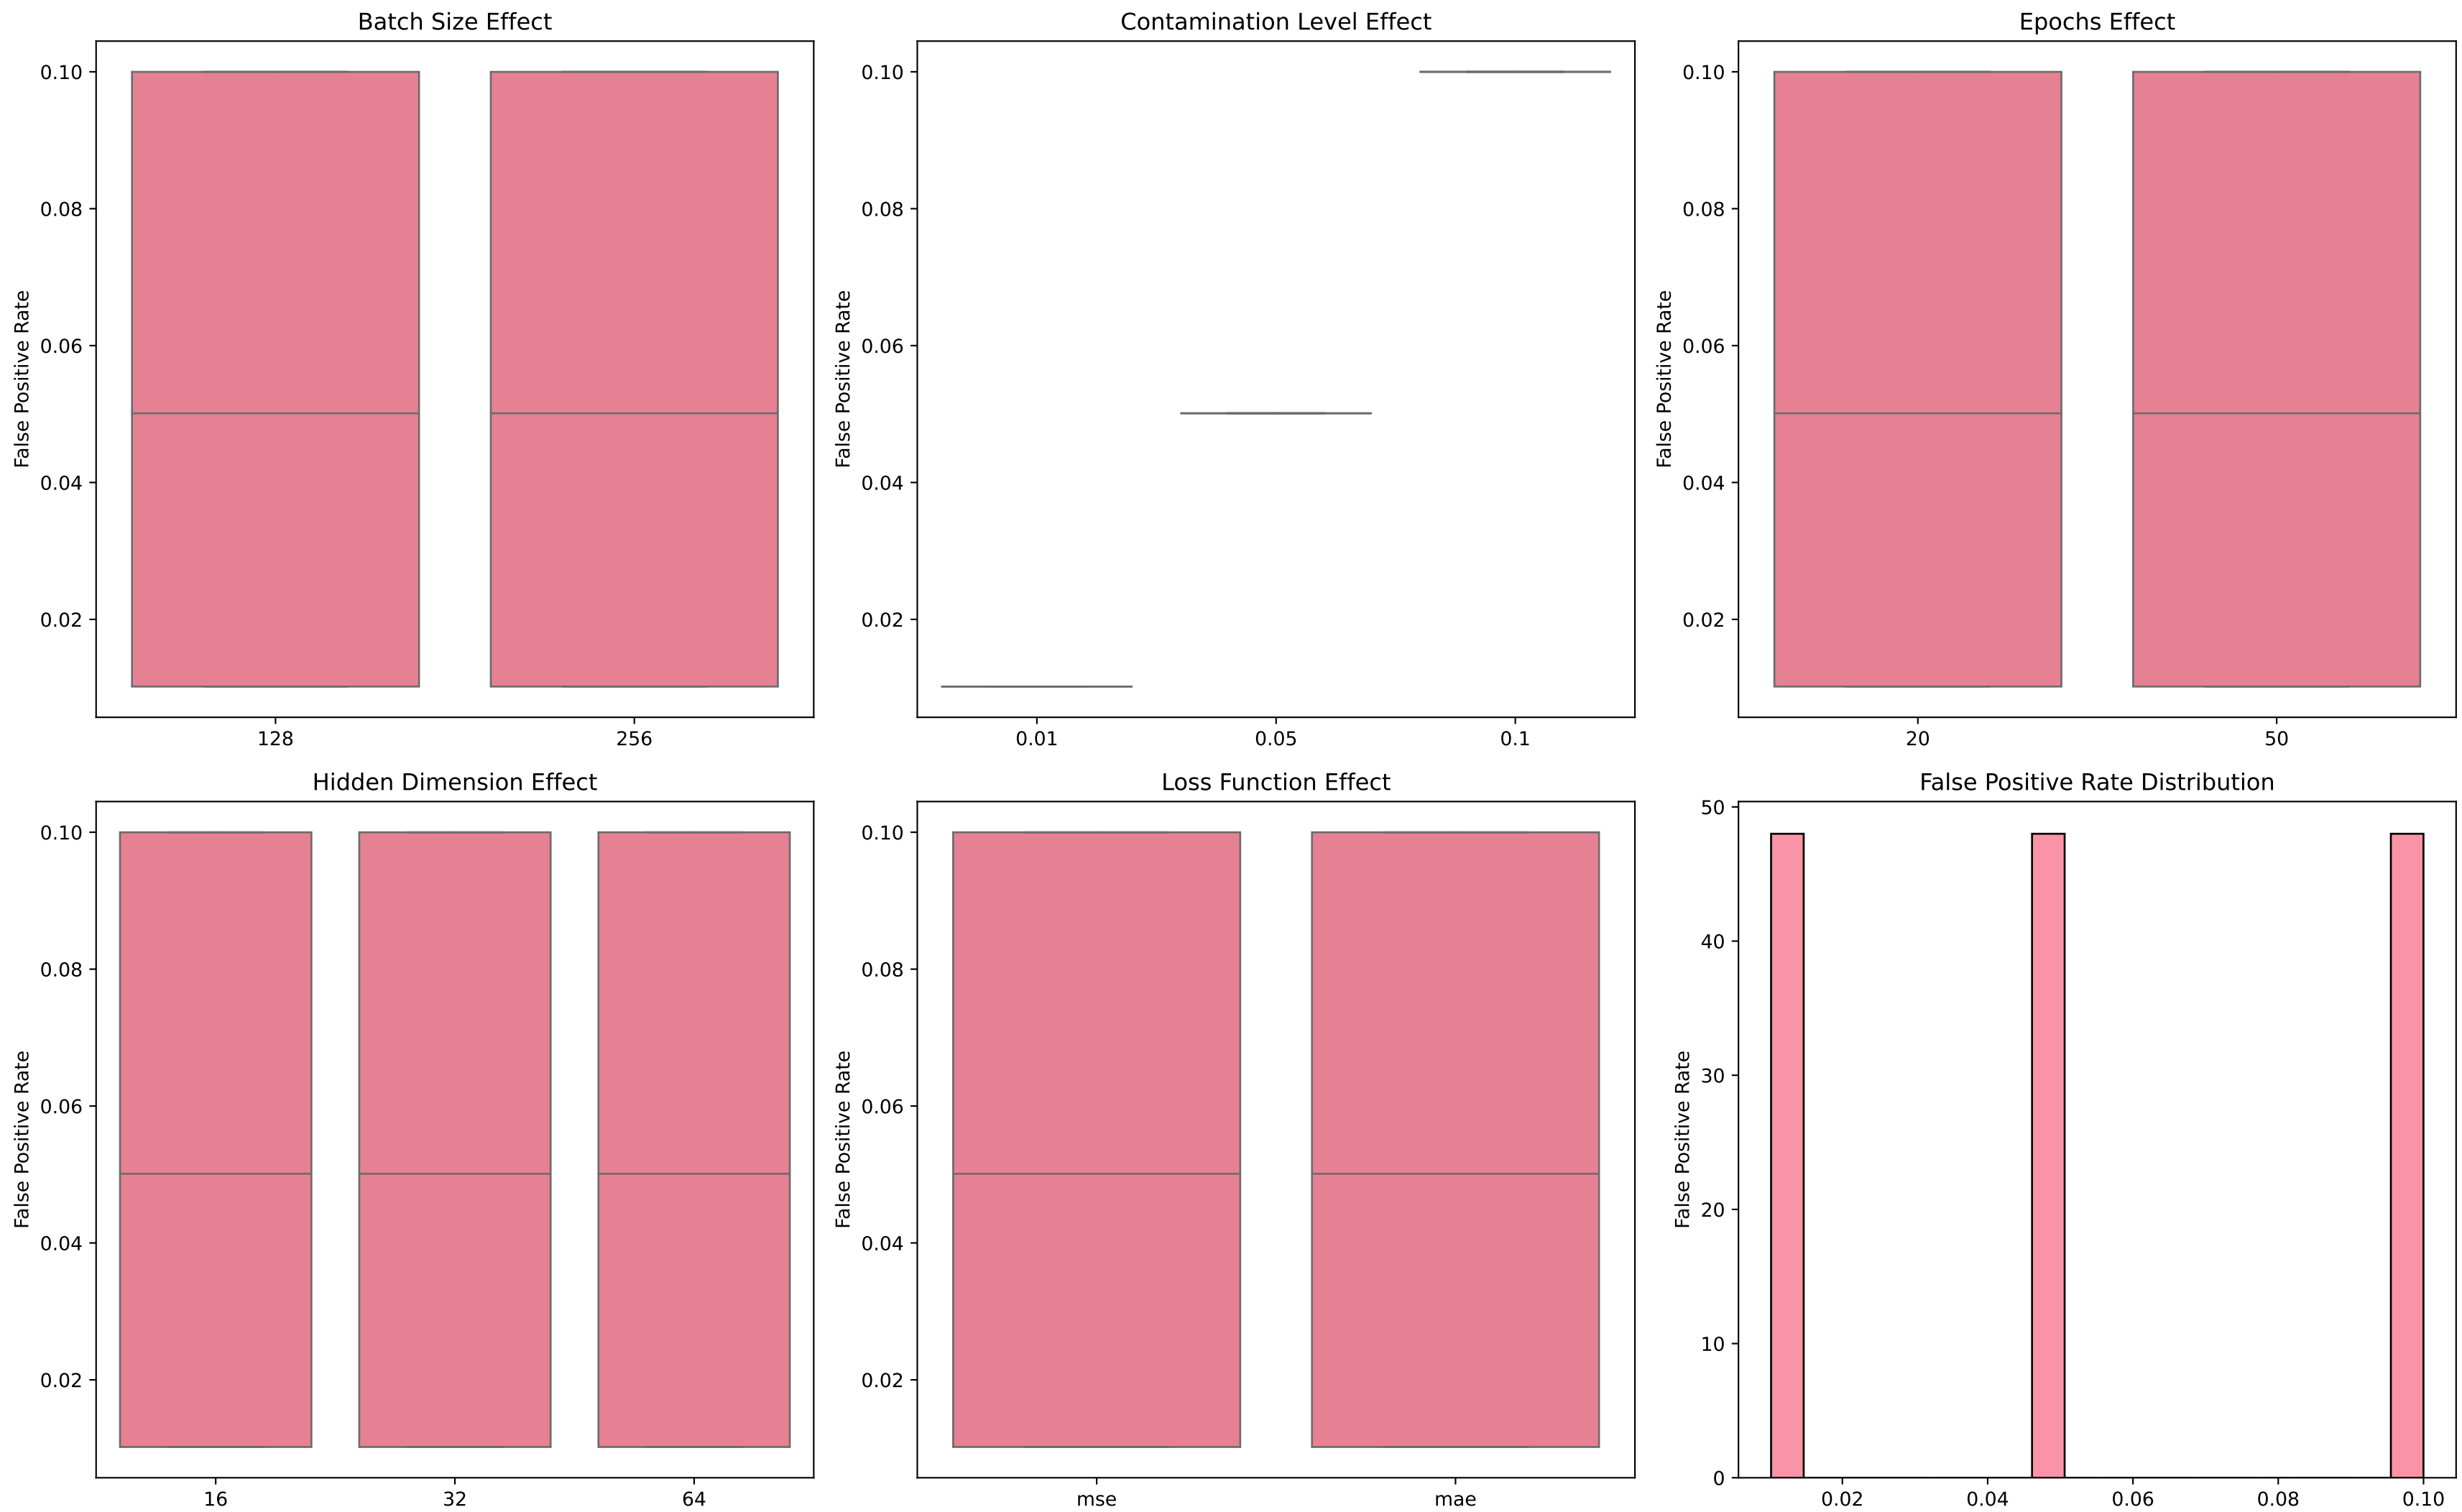 Batch Size Effect
False Positive Rate
0.10
0.08
0.06
0.04
0.02
128 256
Contamination Level Effect
False Positive Rate
0.10
0.08
0.06
0.04
0.02
0.01 0.05 0.1
Epochs Effect
False Positive Rate
0.10
0.08
0.06
0.04
0.02
20 50
Hidden Dimension Effect
False Positive Rate
0.10
0.08
0.06
0.04
0.02
16 32 64
Loss Function Effect
False Positive Rate
0.10
0.08
0.06
0.04
0.02
mse mae
False Positive Rate Distribution
False Positive Rate
50
40
30
20
10
0
0.02 0.04 0.06 0.08 0.10